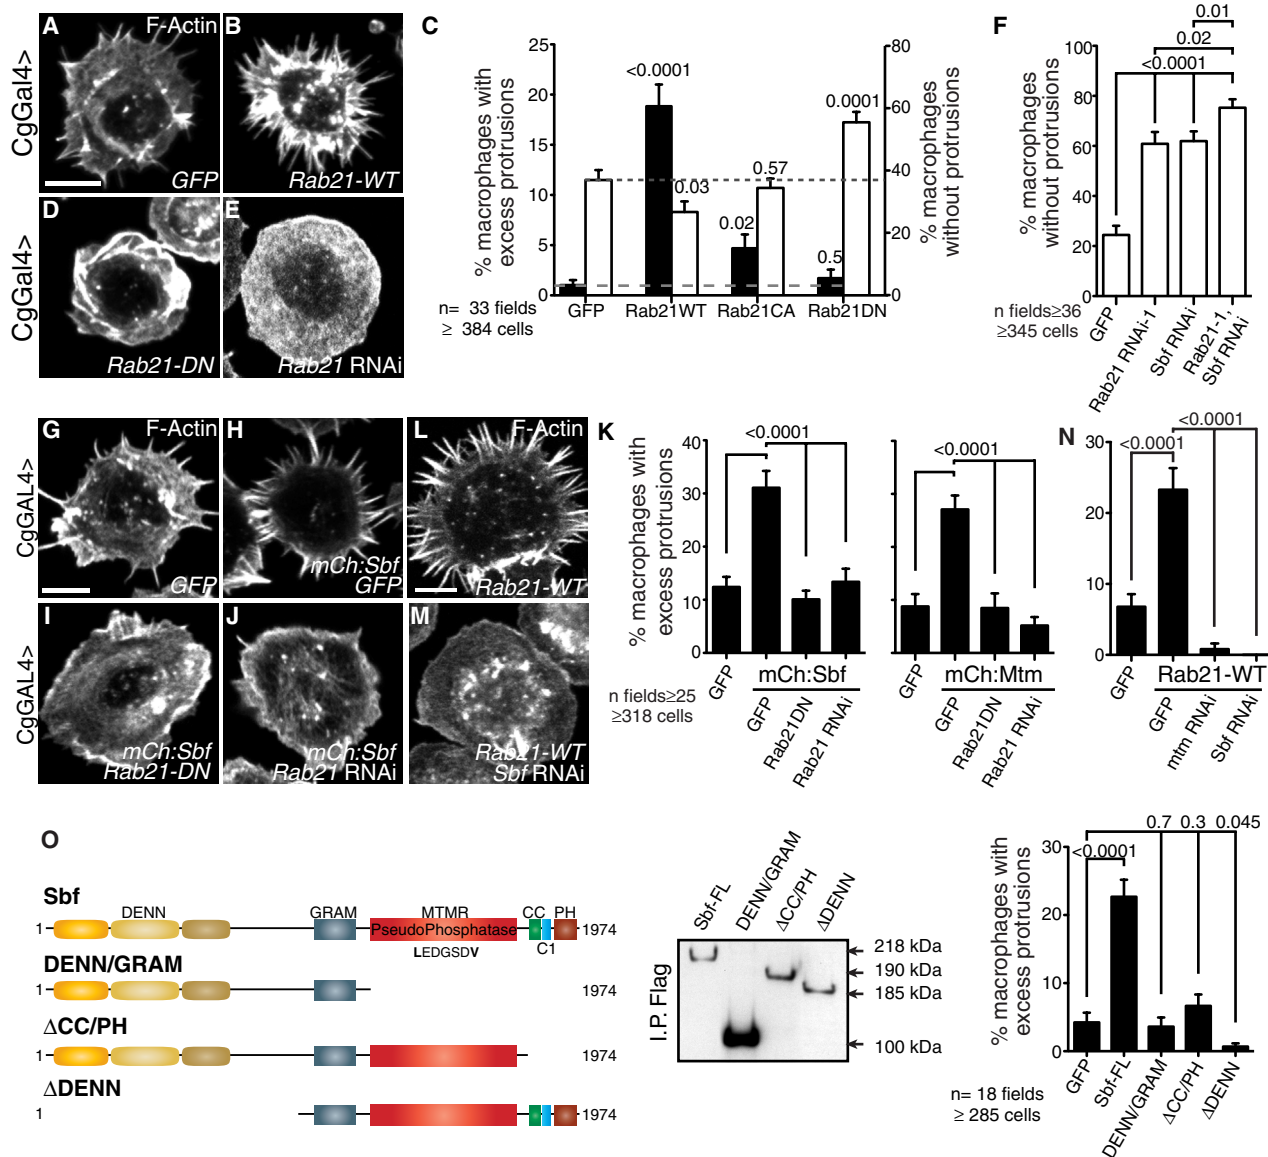 A F-Actin
CgGal4>
GFP
B
Rab21-WT
D
CgGal4>
Rab21-DN
E
Rab21 RNAi
C
% macrophages with
excess protrusions
25
20
15
10
5
0
<0.0001
0.03
0.02
0.57
0.5
0.0001
80
60
40
20
0
% macrophages
without protrusions
GFP Rab21WT Rab21CA Rab21DN
n= 33 fields
≥ 384 cells
F
0.01
0.02
<0.0001
% macrophages
without protrusions
100
80
60
40
20
0
n fields≥36
≥345 cells
GFP
Rab21 RNAi-1
Sbf RNAi
Rab21-1,
Sbf RNAi
G F-Actin
CgGAL4>
GFP
H
mCh:Sbf
GFP
L F-Actin
Rab21-WT
I
CgGAL4>
mCh:Sbf
Rab21-DN
J
mCh:Sbf
Rab21 RNAi
M
Rab21-WT
Sbf RNAi
K
% macrophages with
excess protrusions
40
30
20
10
0
<0.0001
GFP
mCh:Sbf
GFP
Rab21DN
Rab21 RNAi
<0.0001
GFP
mCh:Mtm
GFP
Rab21DN
Rab21 RNAi
n fields≥25
≥318 cells
N
30
20
10
0
<0.0001
<0.0001
GFP
Rab21-WT
GFP
mtm RNAi
Sbf RNAi
O
Sbf
DENN GRAM MTMR CC PH
1 PseudoPhosphatase 1974
LEDGSDV C1
DENN/GRAM
1 1974
ΔCC/PH
1 1974
ΔDENN
1 1974
Sbf-FL
DENN/GRAM
ΔCC/PH
ΔDENN
I.P. Flag
218 kDa
190 kDa
185 kDa
100 kDa
0.7 0.3 0.045
<0.0001
% macrophages with
excess protrusions
30
20
10
0
GFP
Sbf-FL
DENN/GRAM
ΔCC/PH
ΔDENN
n= 18 fields
≥ 285 cells